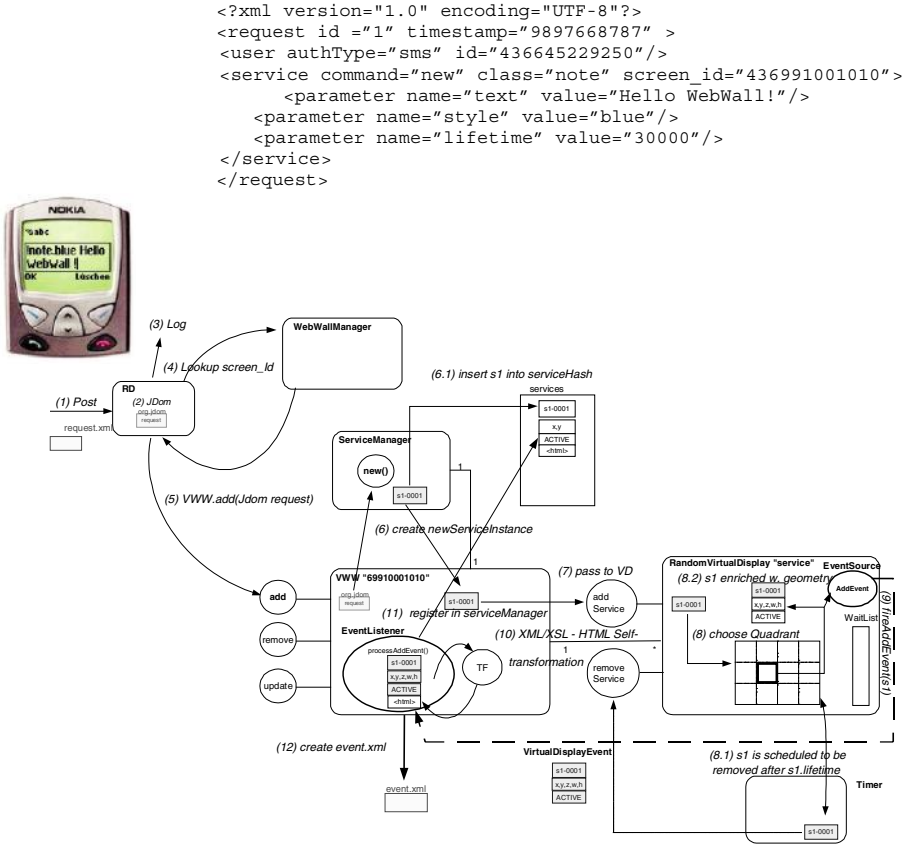 <?xml version="1.0" encoding="UTF-8"?>
<request id ="1" timestamp="9897668787" >
<user authType="sms" id="436645229250"/>
<service command="new" class="note" screen_id="436991001010">
<parameter name="text" value="Hello WebWall!"/>
<parameter name="style" value="blue"/>
<parameter name="lifetime" value="30000"/>
</service>
</request>
NOKIA
abc
!note.blue Hello
WebWall !
OK Löschen
(3) Log
WebWallManager
(4) Lookup screen_Id
(6.1) insert s1 into serviceHash
services
RD
(1) Post
(2) JDom
org.jdom
request
request.xml
s1-0001
x,y
ACTIVE
<html>
ServiceManager
new()
s1-0001
1
(5) VWW.add(Jdom request)
(6) create newServiceInstance
1
VWW "69910001010"
(7) pass to VD
RandomVirtualDisplay "service"
EventSource
(8.2) s1 enriched w. geometry
AddEvent
add
org.jdom
request
s1-0001
add
Service
s1-0001
s1-0001
x,y,z,w,h
ACTIVE
(11) register in serviceManager
WaitList
(9) fireAddEvent(s1)
EventListener
(10) XML/XSL - HTML Self-
transformation
(8) choose Quadrant
remove
processAddEvent()
s1-0001
x,y,z,w,h
ACTIVE
<html>
TF
1
*
remove
Service
update
(12) create event.xml
VirtualDisplayEvent
s1-0001
x,y,z,w,h
ACTIVE
(8.1) s1 is scheduled to be
removed after s1.lifetime
event.xml
Timer
s1-0001